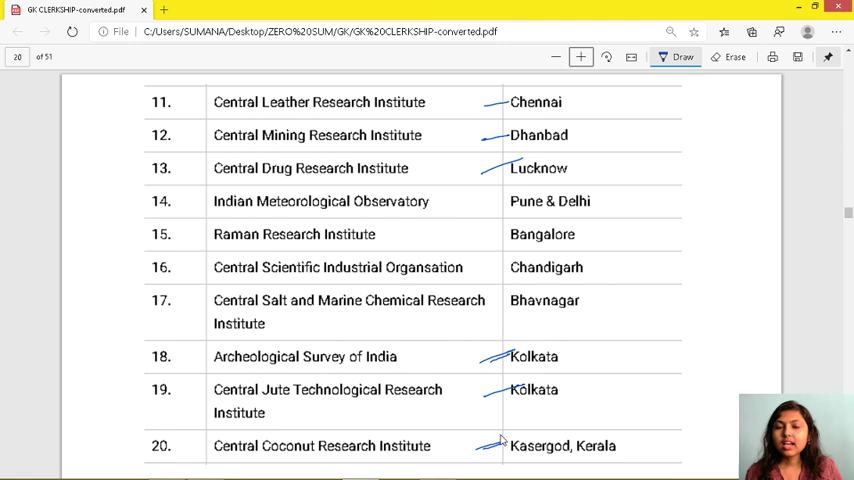 GK CLERKSHIP-converted.pdf
File C:/Users/SUMANA/Desktop/ZERO%20SUM/GK/GK%20CLERKSHIP-converted.pdf
20 of 51
Draw
Erase
11. Central Leather Research Institute Chennai
12. Central Mining Research Institute Dhanbad
13. Central Drug Research Institute Lucknow
14. Indian Meteorological Observatory Pune & Delhi
15. Raman Research Institute Bangalore
16. Central Scientific Industrial Organsation Chandigarh
17. Central Salt and Marine Chemical Research Bhavnagar
Institute
18. Archeological Survey of India Kolkata
19. Central Jute Technological Research Kolkata
Institute
20. Central Coconut Research Institute Kasergod, Kerala